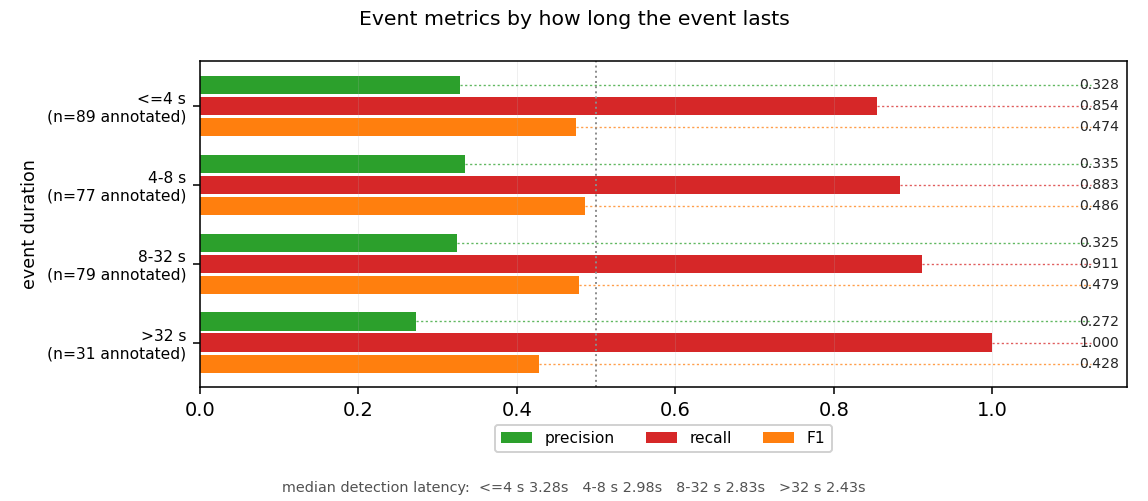 Event metrics by how long the event lasts
event duration
<=4 s
(n=89 annotated)
0.328
0.854
0.474
4-8 s
(n=77 annotated)
0.335
0.883
0.486
8-32 s
(n=79 annotated)
0.325
0.911
0.479
>32 s
(n=31 annotated)
0.272
1.000
0.428
0.0 0.2 0.4 0.6 0.8 1.0
precision recall F1
median detection latency: <=4 s 3.28s 4-8 s 2.98s 8-32 s 2.83s >32 s 2.43s